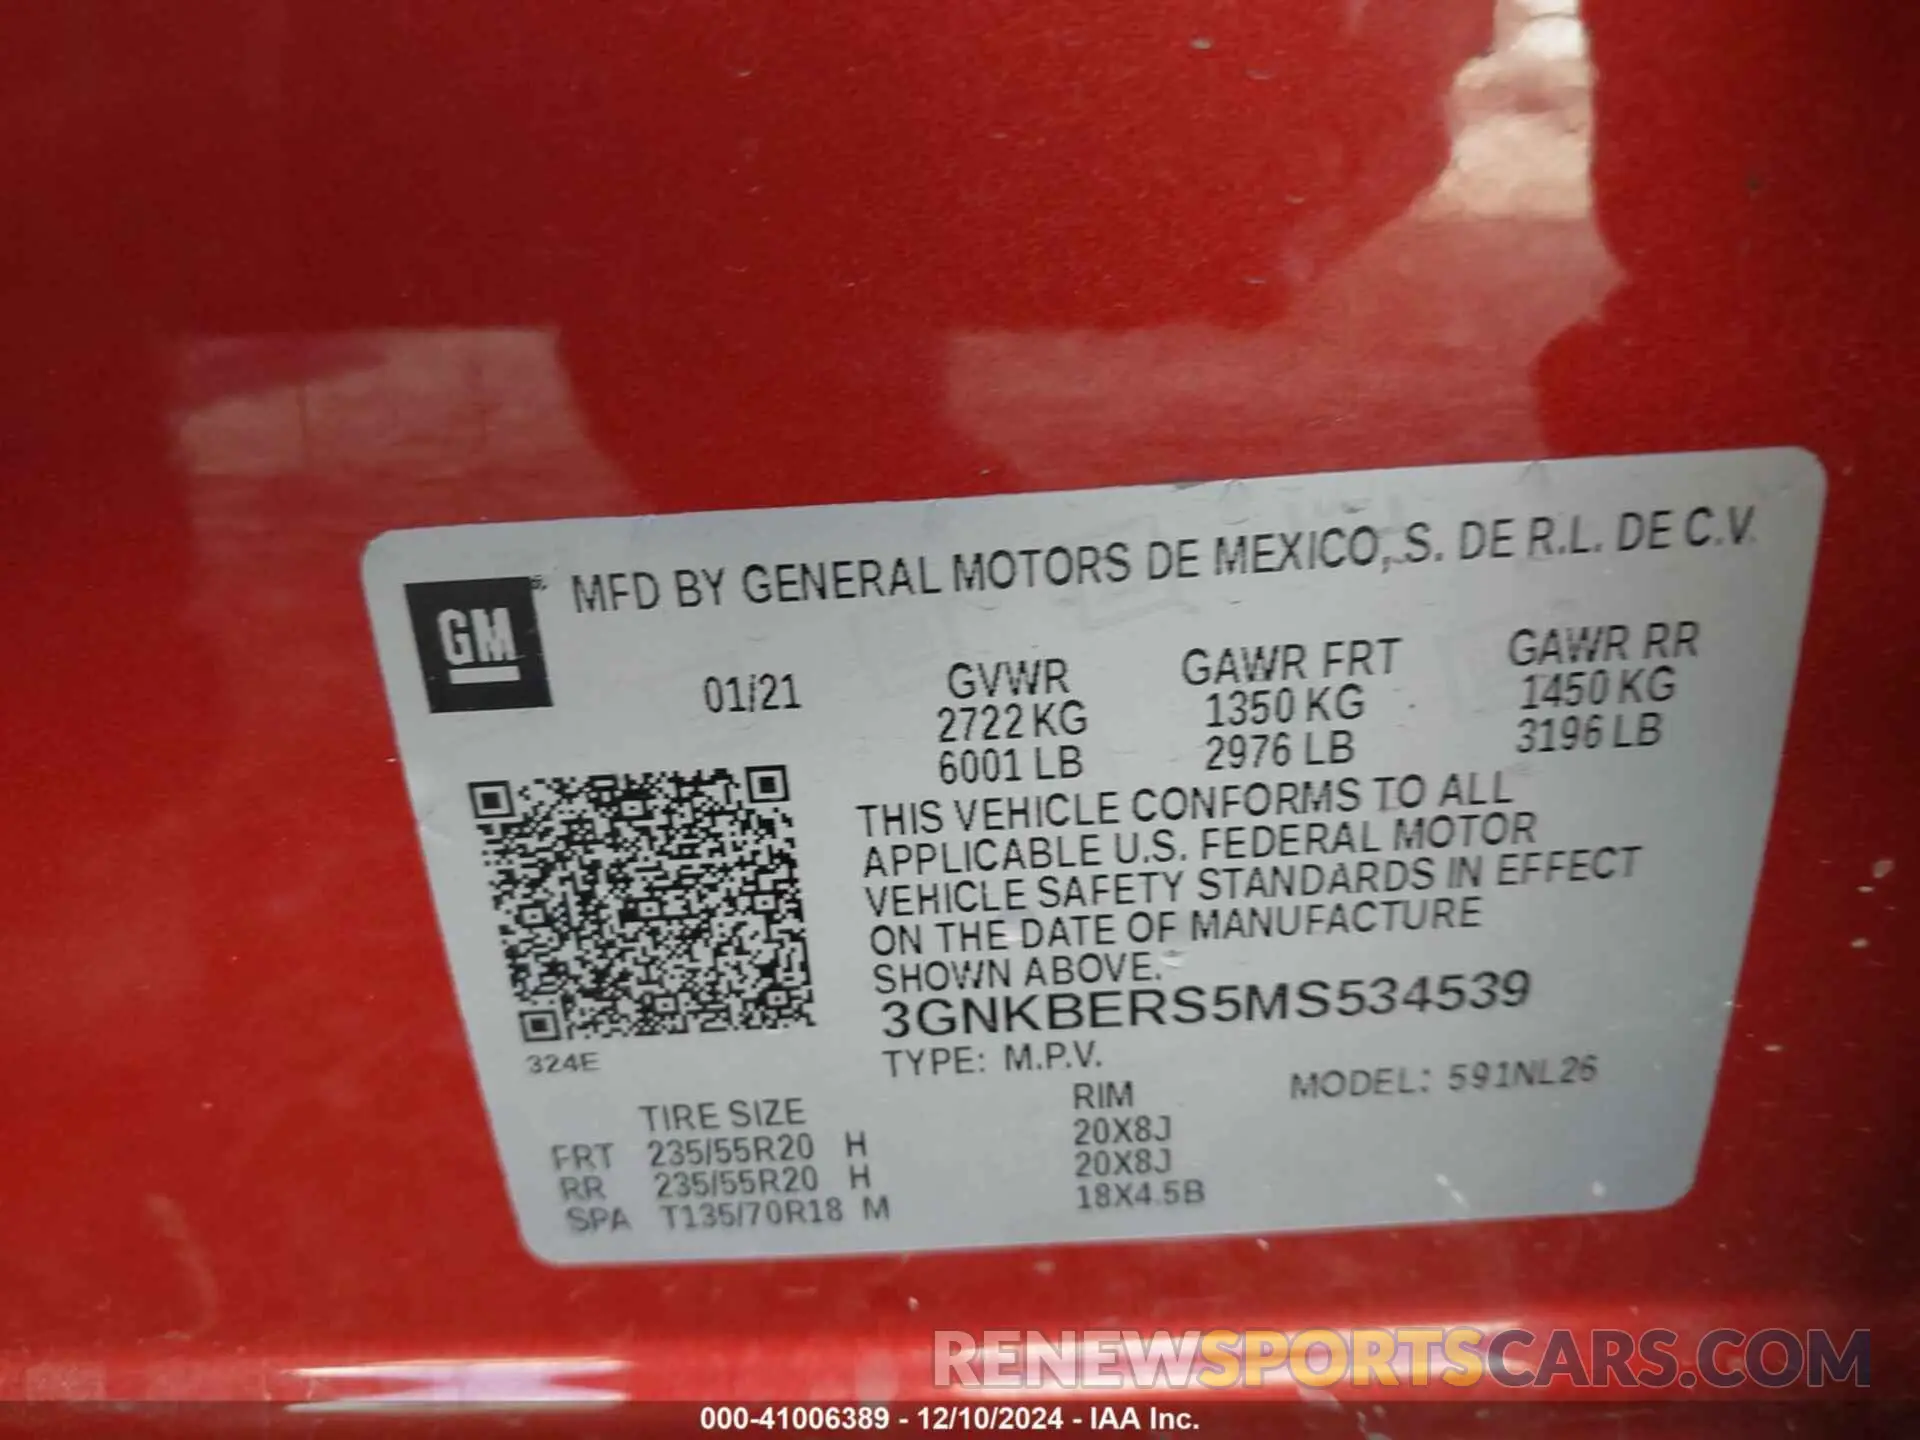 MFD BY GENERAL MOTORS DE MEXICO, S. DE R.L. DE C.V.
GM
01/21
GVWR GAWR FRT GAWR RR
2722 KG 1350 KG 1450 KG
6001 LB 2976 LB 3196 LB
THIS VEHICLE CONFORMS TO ALL
APPLICABLE U.S. FEDERAL MOTOR
VEHICLE SAFETY STANDARDS IN EFFECT
ON THE DATE OF MANUFACTURE
SHOWN ABOVE.
3GNKBERS5MS534539
324E
TYPE: M.P.V.
MODEL: 591NL26
TIRE SIZE RIM
FRT 235/55R20 H 20X8J
RR 235/55R20 H 20X8J
SPA T135/70R18 M 18X4.5B
RENEWSPORTSCARS.COM
000-41006389 - 12/10/2024 - IAA Inc.